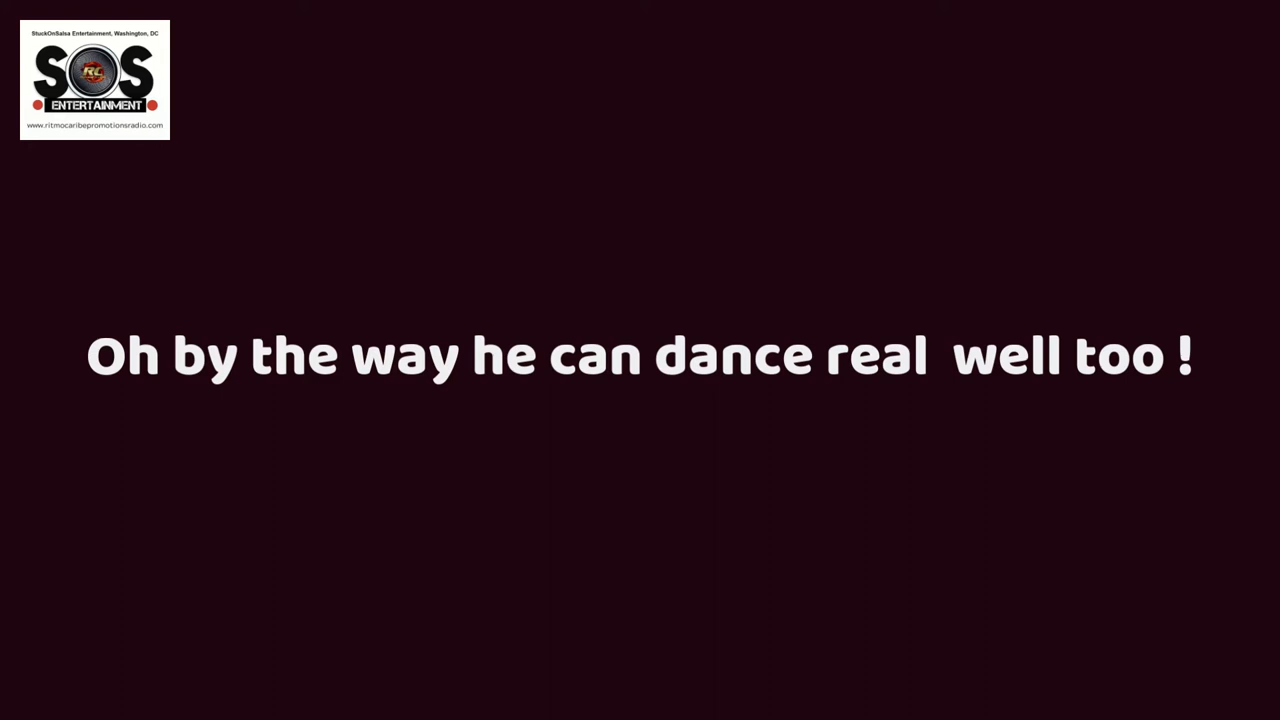 StuckOnSalsa Entertainment, Washington, DC
SOS
RC
ENTERTAINMENT
www.ritmocaribepromotionsradio.com
Oh by the way he can dance real  well too !